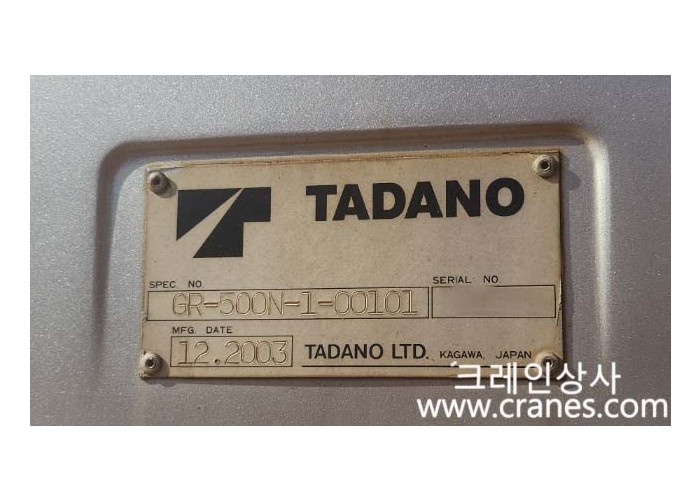 TADANO
SPEC. NO.
SERIAL NO.
GR-500N-1-00101
MFG. DATE
12.2003
TADANO LTD. KAGAWA, JAPAN
크레인상사
www.cranes.com